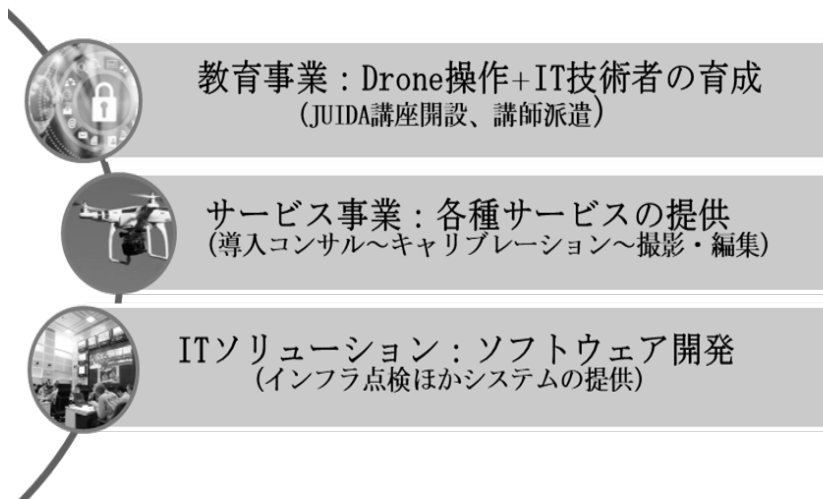 教育事業：Drone操作+IT技術者の育成
(JUIDA講座開設、講師派遣)
サービス事業：各種サービスの提供
(導入コンサル～キャリブレーション～撮影・編集)
ITソリューション：ソフトウェア開発
(インフラ点検ほかシステムの提供)